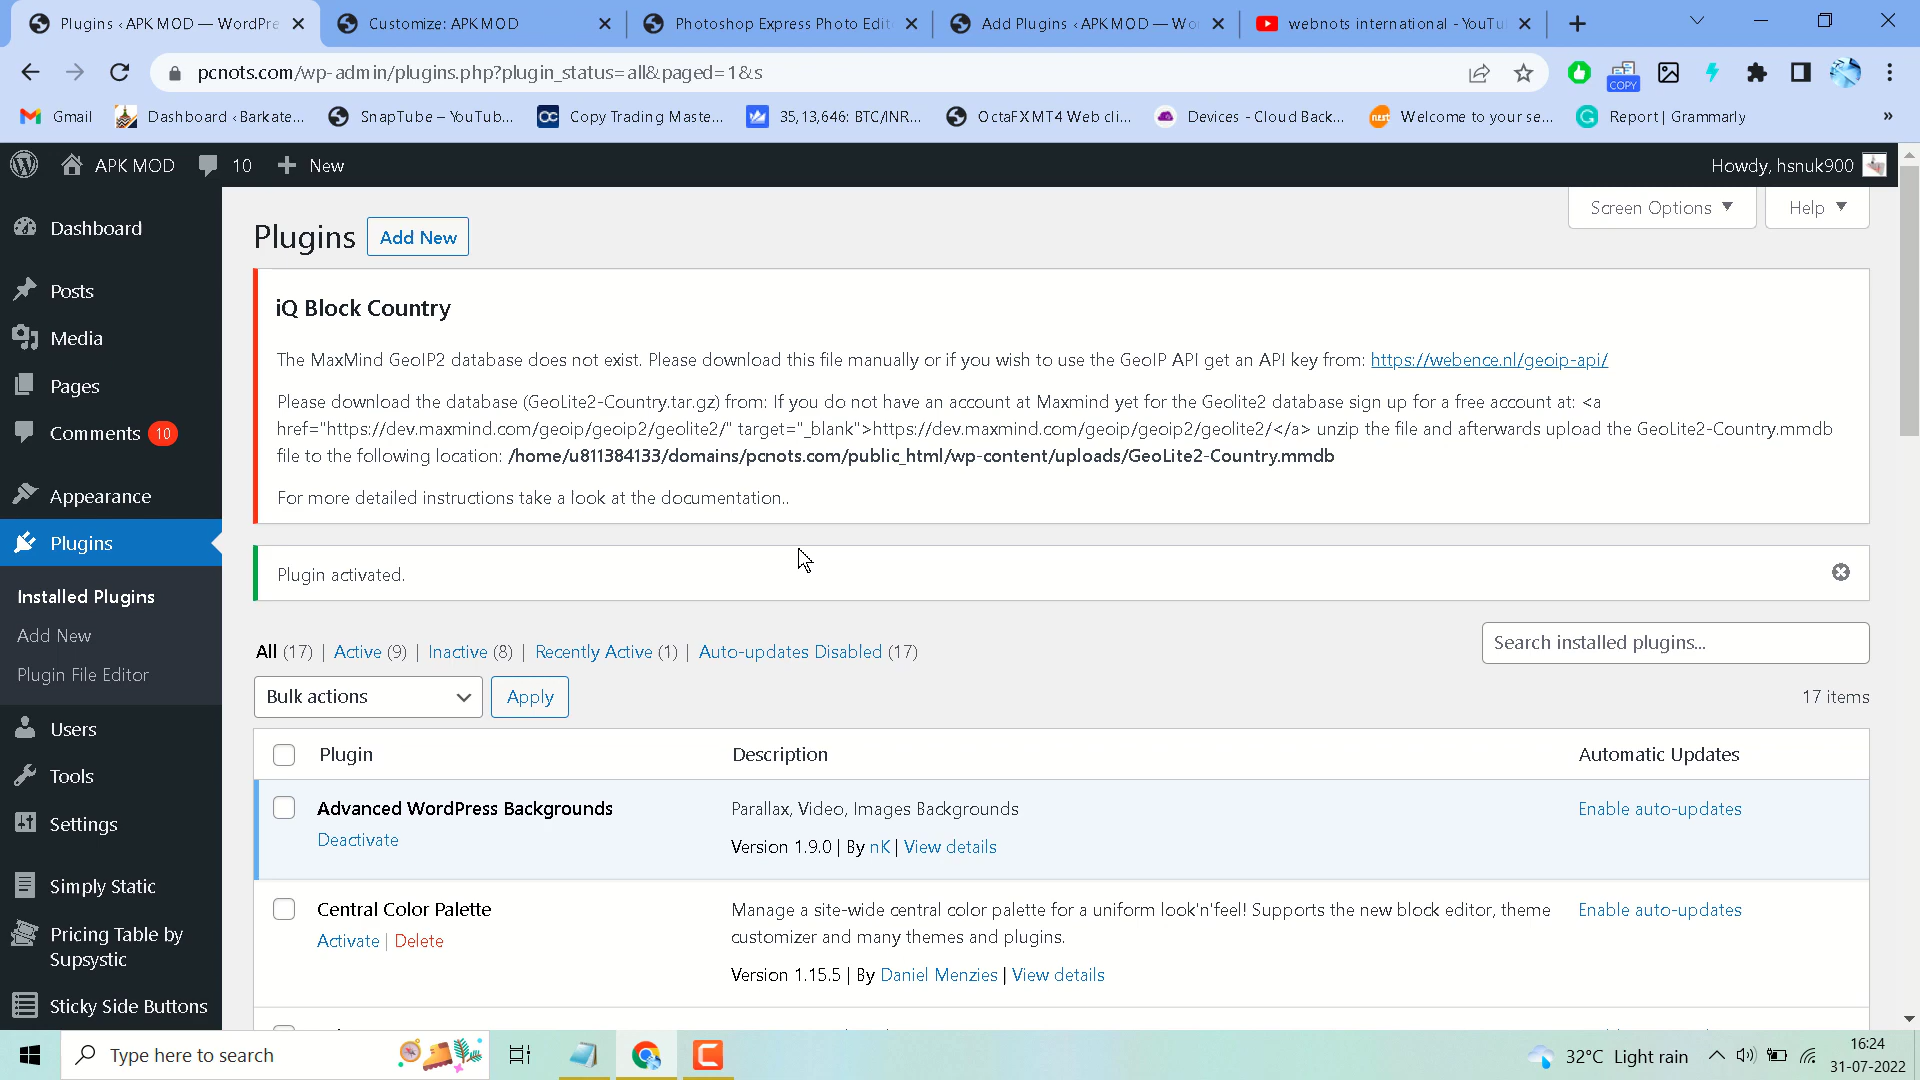 Plugins ‹ APK MOD — WordPre
Customize: APK MOD
Photoshop Express Photo Edit
Add Plugins ‹ APK MOD — Wo
webnots international - YouTu
pcnots.com/wp-admin/plugins.php?plugin_status=all&paged=1&s
COPY
Gmail
Dashboard ‹ Barkate...
SnapTube – YouTub...
Copy Trading Maste...
35,13,646: BTC/INR...
OctaFX MT4 Web cli...
Devices - Cloud Back...
Welcome to your se...
Report | Grammarly
»
APK MOD
10
New
Howdy, hsnuk900
Dashboard
Posts
Media
Pages
Comments 10
Appearance
Plugins
Installed Plugins
Add New
Plugin File Editor
Users
Tools
Settings
Simply Static
Pricing Table by
Supsystic
Sticky Side Buttons
Screen Options
Help
Plugins
Add New
iQ Block Country
The MaxMind GeoIP2 database does not exist. Please download this file manually or if you wish to use the GeoIP API get an API key from: https://webence.nl/geoip-api/
Please download the database (GeoLite2-Country.tar.gz) from: If you do not have an account at Maxmind yet for the Geolite2 database sign up for a free account at: <a
href="https://dev.maxmind.com/geoip/geoip2/geolite2/" target="_blank">https://dev.maxmind.com/geoip/geoip2/geolite2/</a> unzip the file and afterwards upload the GeoLite2-Country.mmdb
file to the following location: /home/u811384133/domains/pcnots.com/public_html/wp-content/uploads/GeoLite2-Country.mmdb
For more detailed instructions take a look at the documentation..
Plugin activated.
All (17) | Active (9) | Inactive (8) | Recently Active (1) | Auto-updates Disabled (17)
Search installed plugins...
Bulk actions
Apply
17 items
Plugin
Description
Automatic Updates
Advanced WordPress Backgrounds
Deactivate
Parallax, Video, Images Backgrounds
Version 1.9.0 | By nK | View details
Enable auto-updates
Central Color Palette
Activate | Delete
Manage a site-wide central color palette for a uniform look'n'feel! Supports the new block editor, theme
customizer and many themes and plugins.
Version 1.15.5 | By Daniel Menzies | View details
Enable auto-updates
Type here to search
32°C Light rain
16:24
31-07-2022